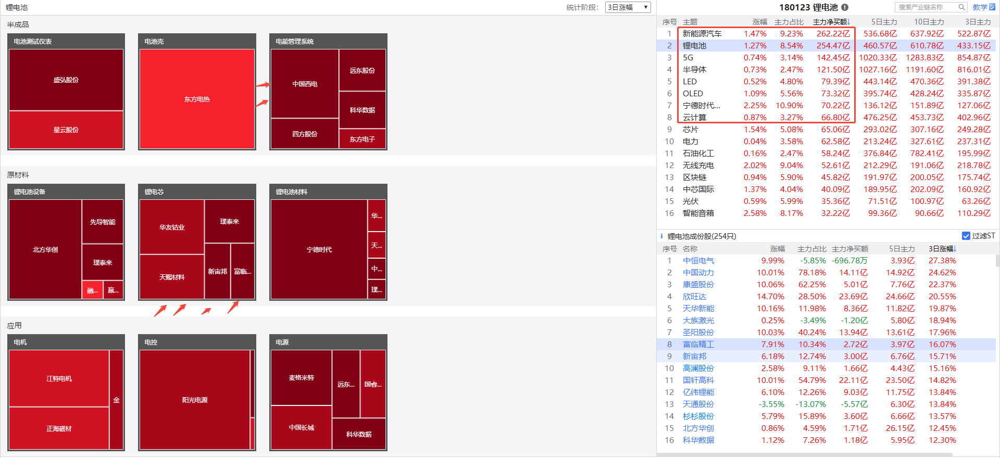 锂电池
统计阶段： 3日涨幅
半成品
电池测试仪表
盛弘股份
星云股份
电池壳
东方电热
电能管理系统
中国西电
远东股份
科华数据
四方股份
东方电子
原材料
锂电池设备
北方华创
先导智能
璞泰来
融...
赢...
锂电芯
华友钴业
璞泰来
天赐材料
新宙邦
富临...
锂电池材料
宁德时代
华...
天...
中...
璞...
应用
电机
江特电机
正海磁材
金
电控
阳光电源
电源
麦格米特
远东...
国睿...
中国长城
科华数据
180123 锂电池
搜索产业链名称
教学
序号 主题 涨幅 主力占比 主力净买额↓ 5日主力 10日主力 3日主力
1 新能源汽车 1.47% 9.23% 262.22亿 536.68亿 637.92亿 522.87亿
2 锂电池 1.27% 8.54% 254.47亿 460.57亿 610.78亿 433.15亿
3 5G 0.74% 3.14% 142.45亿 1020.33亿 1283.83亿 854.87亿
4 半导体 0.73% 2.47% 121.50亿 1027.16亿 1191.60亿 816.01亿
5 LED 0.52% 4.80% 79.39亿 443.14亿 470.36亿 391.38亿
6 OLED 1.09% 5.56% 73.32亿 395.74亿 428.24亿 335.87亿
7 宁德时代... 2.25% 10.90% 70.22亿 136.12亿 151.89亿 127.06亿
8 云计算 0.87% 3.27% 66.80亿 476.25亿 453.73亿 402.96亿
9 芯片 1.54% 5.08% 65.06亿 293.02亿 307.16亿 249.28亿
10 电力 0.04% 3.58% 62.58亿 213.24亿 327.61亿 237.31亿
11 石油化工 0.16% 2.47% 58.24亿 376.84亿 782.41亿 195.99亿
12 无线充电 2.02% 9.04% 52.61亿 212.29亿 191.06亿 218.78亿
13 区块链 0.94% 5.90% 45.82亿 191.97亿 200.05亿 175.74亿
14 中芯国际 1.37% 4.04% 40.09亿 189.95亿 202.09亿 160.92亿
15 光伏 0.59% 5.99% 35.36亿 71.51亿 100.97亿 63.26亿
16 智能音箱 2.58% 8.17% 32.22亿 99.36亿 90.66亿 110.29亿
锂电池成份股(254只) 过滤ST
序号 名称 涨幅 主力占比 主力净买额 5日主力 3日涨幅↓
1 中恒电气 9.99% -5.85% -696.78万 3.93亿 27.38%
2 中国动力 10.01% 78.18% 14.11亿 14.92亿 24.62%
3 康盛股份 10.06% 62.25% 5.01亿 7.76亿 22.37%
4 欣旺达 14.70% 28.50% 23.69亿 24.66亿 20.55%
5 天华新能 10.16% 11.98% 8.36亿 11.82亿 19.87%
6 大族激光 0.25% -3.49% -1.20亿 5.80亿 18.94%
7 圣阳股份 10.03% 40.24% 13.94亿 13.61亿 17.96%
8 富临精工 7.91% 10.34% 2.72亿 3.97亿 16.07%
9 新宙邦 6.18% 12.74% 3.00亿 6.76亿 15.71%
10 高澜股份 2.58% 9.11% 1.66亿 4.43亿 15.16%
11 国轩高科 10.01% 54.79% 22.11亿 23.50亿 14.82%
12 亿纬锂能 6.10% 12.26% 9.03亿 11.75亿 13.84%
13 天通股份 -3.55% -13.07% -5.57亿 6.30亿 13.84%
14 杉杉股份 5.79% 15.89% 3.60亿 6.66亿 13.57%
15 北方华创 0.86% 4.59% 1.71亿 26.15亿 12.45%
16 科华数据 1.12% 7.26% 1.18亿 5.95亿 12.30%